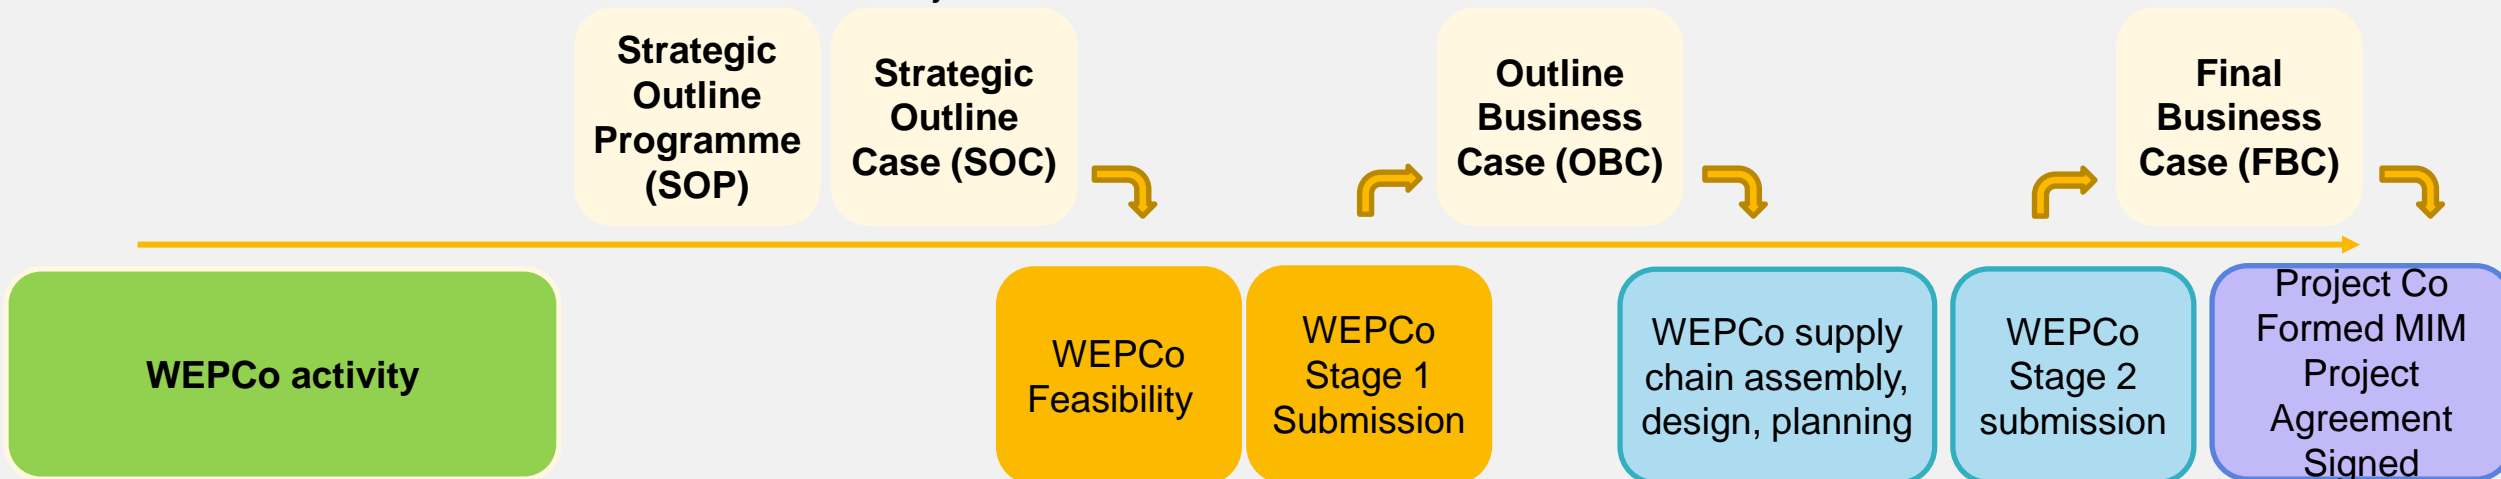 Strategic
Outline
Programme
(SOP)
Strategic
Outline
Case (SOC)
Outline
Business
Case (OBC)
Final
Business
Case (FBC)
WEPCo activity
WEPCo
Feasibility
WEPCo
Stage 1
Submission
WEPCo supply
chain assembly,
design, planning
WEPCo
Stage 2
submission
Project Co
Formed MIM
Project
Agreement
Signed